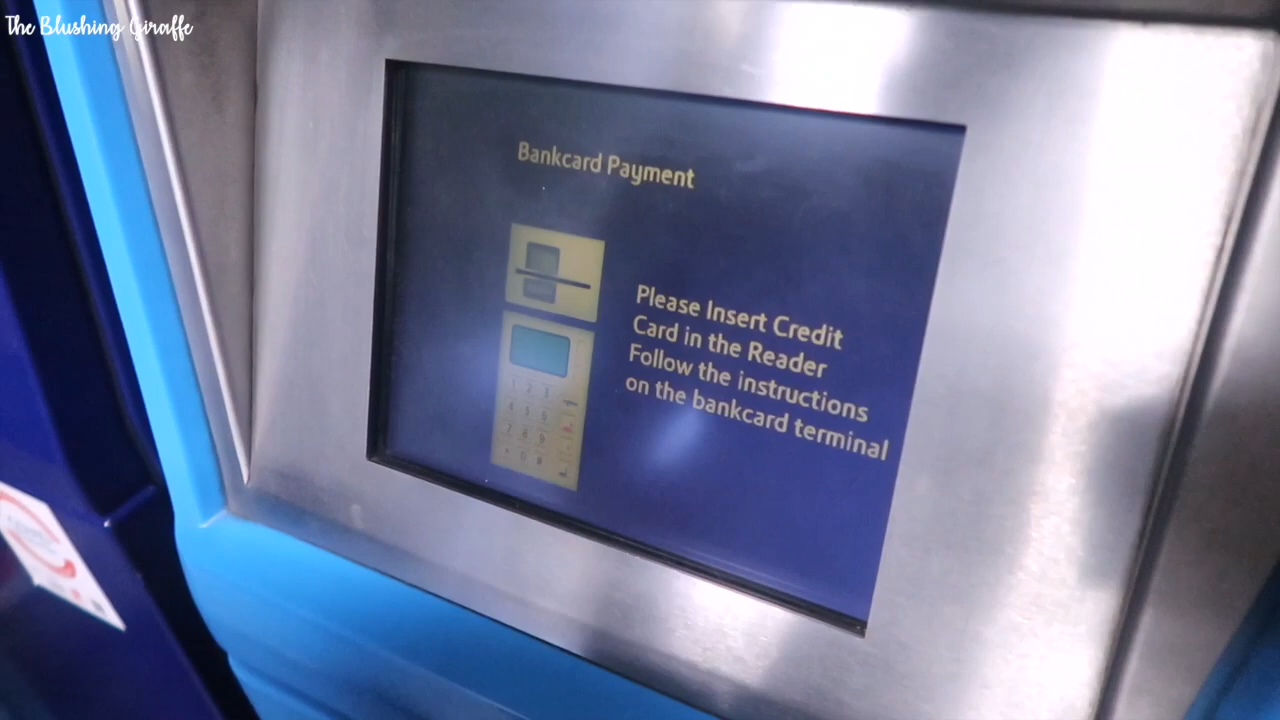 The Blushing Giraffe
Bankcard Payment
Please Insert Credit
Card in the Reader
Follow the instructions
on the bankcard terminal